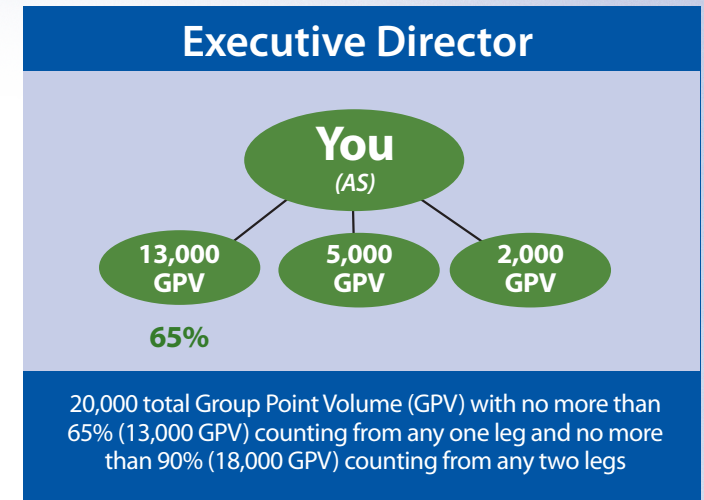 Executive Director
You
(AS)
13,000
GPV
5,000
GPV
2,000
GPV
65%
20,000 total Group Point Volume (GPV) with no more than
65% (13,000 GPV) counting from any one leg and no more
than 90% (18,000 GPV) counting from any two legs